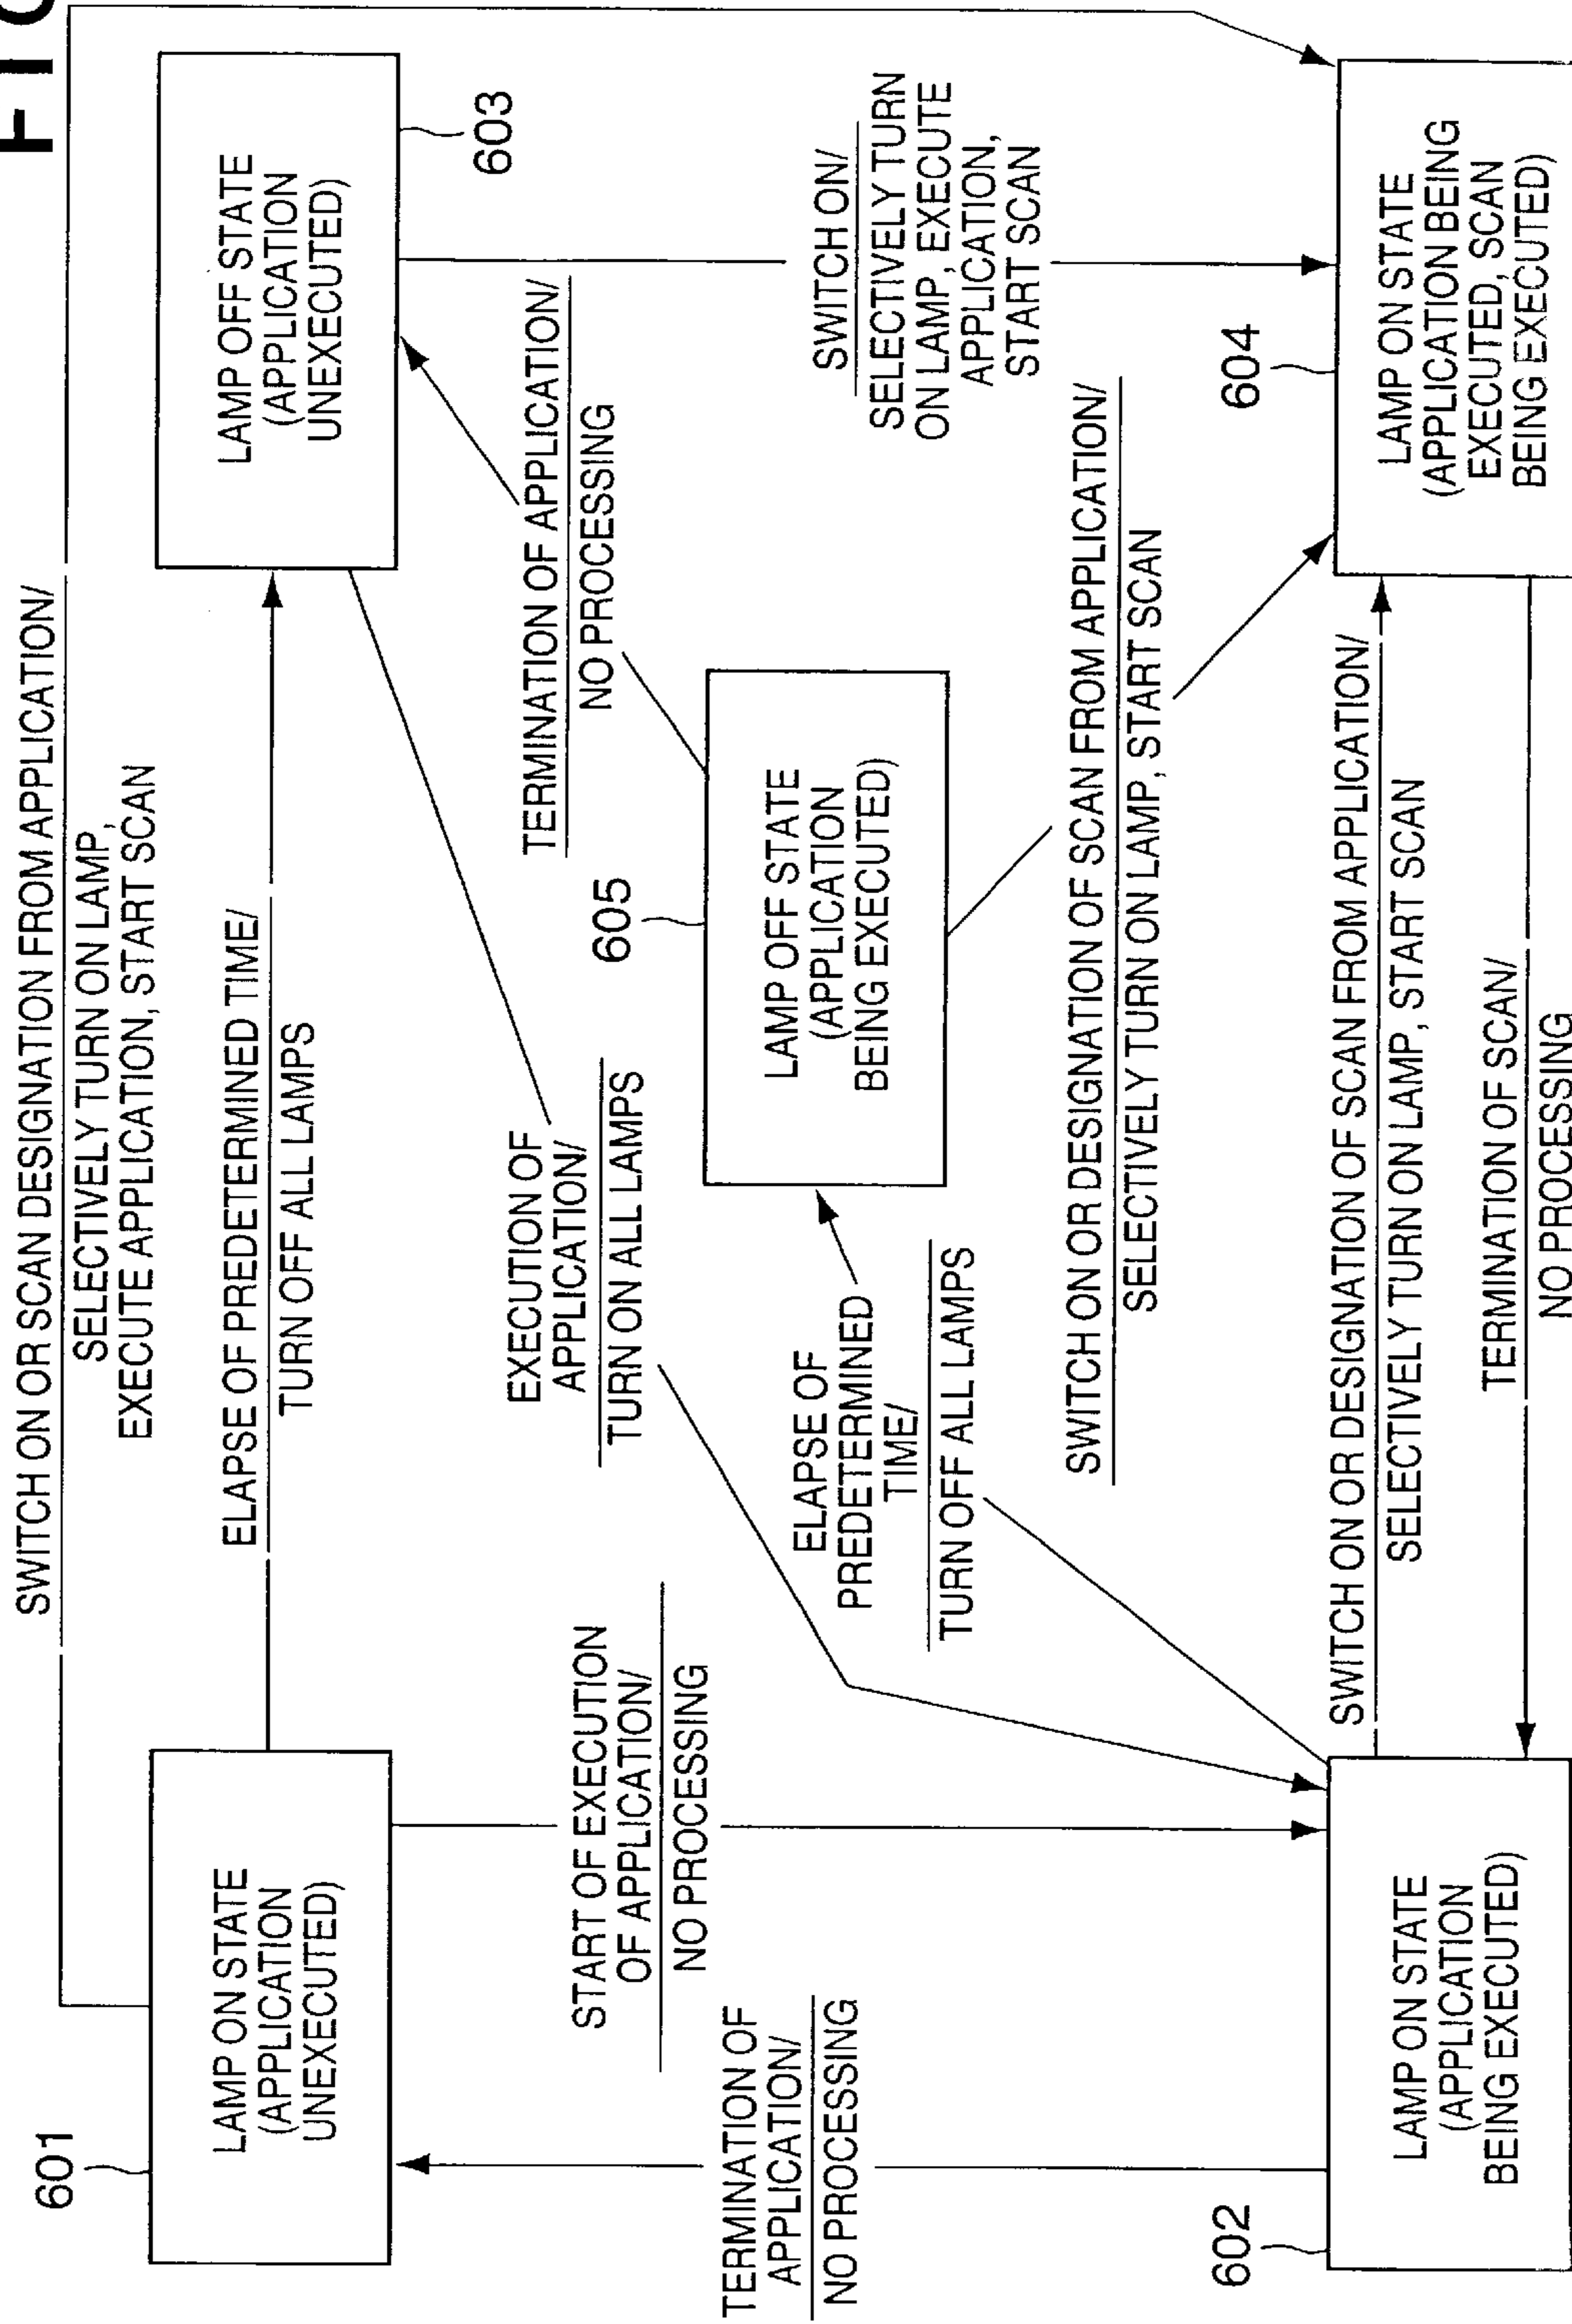 FIG
SWITCH ON OR SCAN DESIGNATION FROM APPLICATION/
SELECTIVELY TURN ON LAMP,
EXECUTE APPLICATION, START SCAN
601
LAMP ON STATE
(APPLICATION
UNEXECUTED)
ELAPSE OF PREDETERMINED TIME/
TURN OFF ALL LAMPS
LAMP OFF STATE
(APPLICATION
UNEXECUTED)
603
TERMINATION OF
APPLICATION/
NO PROCESSING
START OF EXECUTION
OF APPLICATION/
NO PROCESSING
EXECUTION OF
APPLICATION/
TURN ON ALL LAMPS
TERMINATION OF APPLICATION/
NO PROCESSING
605
LAMP OFF STATE
(APPLICATION
BEING EXECUTED)
ELAPSE OF
PREDETERMINED
TIME/
TURN OFF ALL LAMPS
SWITCH ON/
SELECTIVELY TURN
ON LAMP, EXECUTE
APPLICATION,
START SCAN
SWITCH ON OR DESIGNATION OF SCAN FROM APPLICATION/
SELECTIVELY TURN ON LAMP, START SCAN
602
LAMP ON STATE
(APPLICATION
BEING EXECUTED)
SWITCH ON OR DESIGNATION OF SCAN FROM APPLICATION/
SELECTIVELY TURN ON LAMP, START SCAN
TERMINATION OF SCAN/
NO PROCESSING
604
LAMP ON STATE
(APPLICATION BEING
EXECUTED, SCAN
BEING EXECUTED)